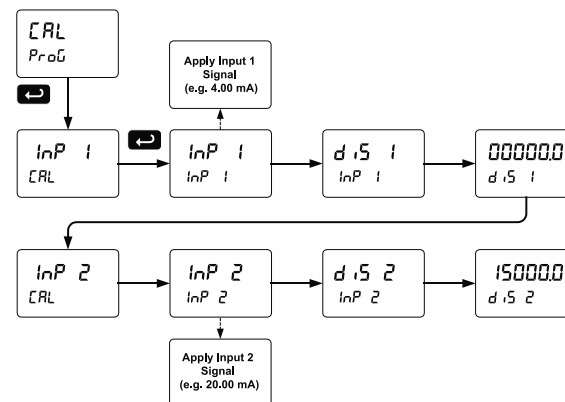 CAL
ProG
Apply Input 1
Signal
(e.g. 4.00 mA)
InP 1
CAL
InP 1
InP 1
diS 1
InP 1
00000.0
diS 1
InP 2
CAL
InP 2
InP 2
diS 2
InP 2
15000.0
diS 2
Apply Input 2
Signal
(e.g. 20.00 mA)